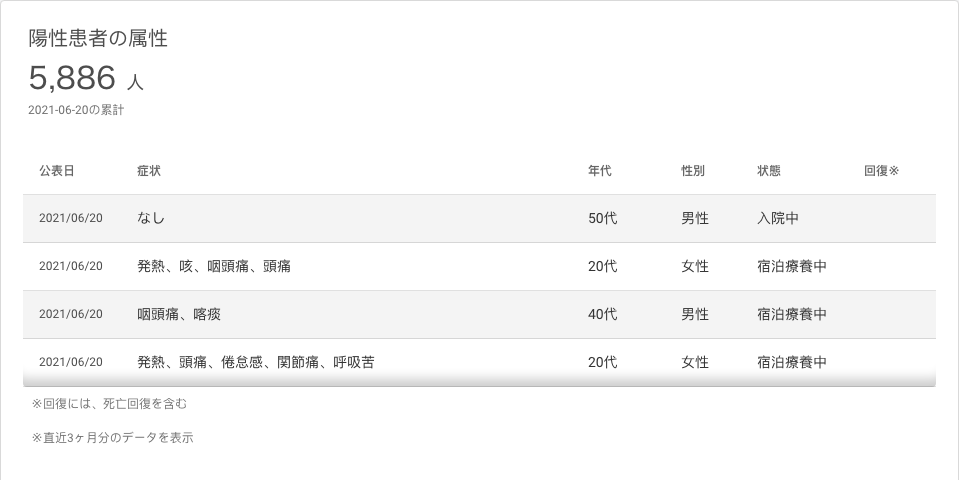 陽性患者の属性
5,886 人
2021-06-20の累計
公表日 症状 年代 性別 状態 回復※
2021/06/20 なし 50代 男性 入院中
2021/06/20 発熱、咳、咽頭痛、頭痛 20代 女性 宿泊療養中
2021/06/20 咽頭痛、喀痰 40代 男性 宿泊療養中
2021/06/20 発熱、頭痛、倦怠感、関節痛、呼吸苦 20代 女性 宿泊療養中
※回復には、死亡回復を含む
※直近3ヶ月分のデータを表示